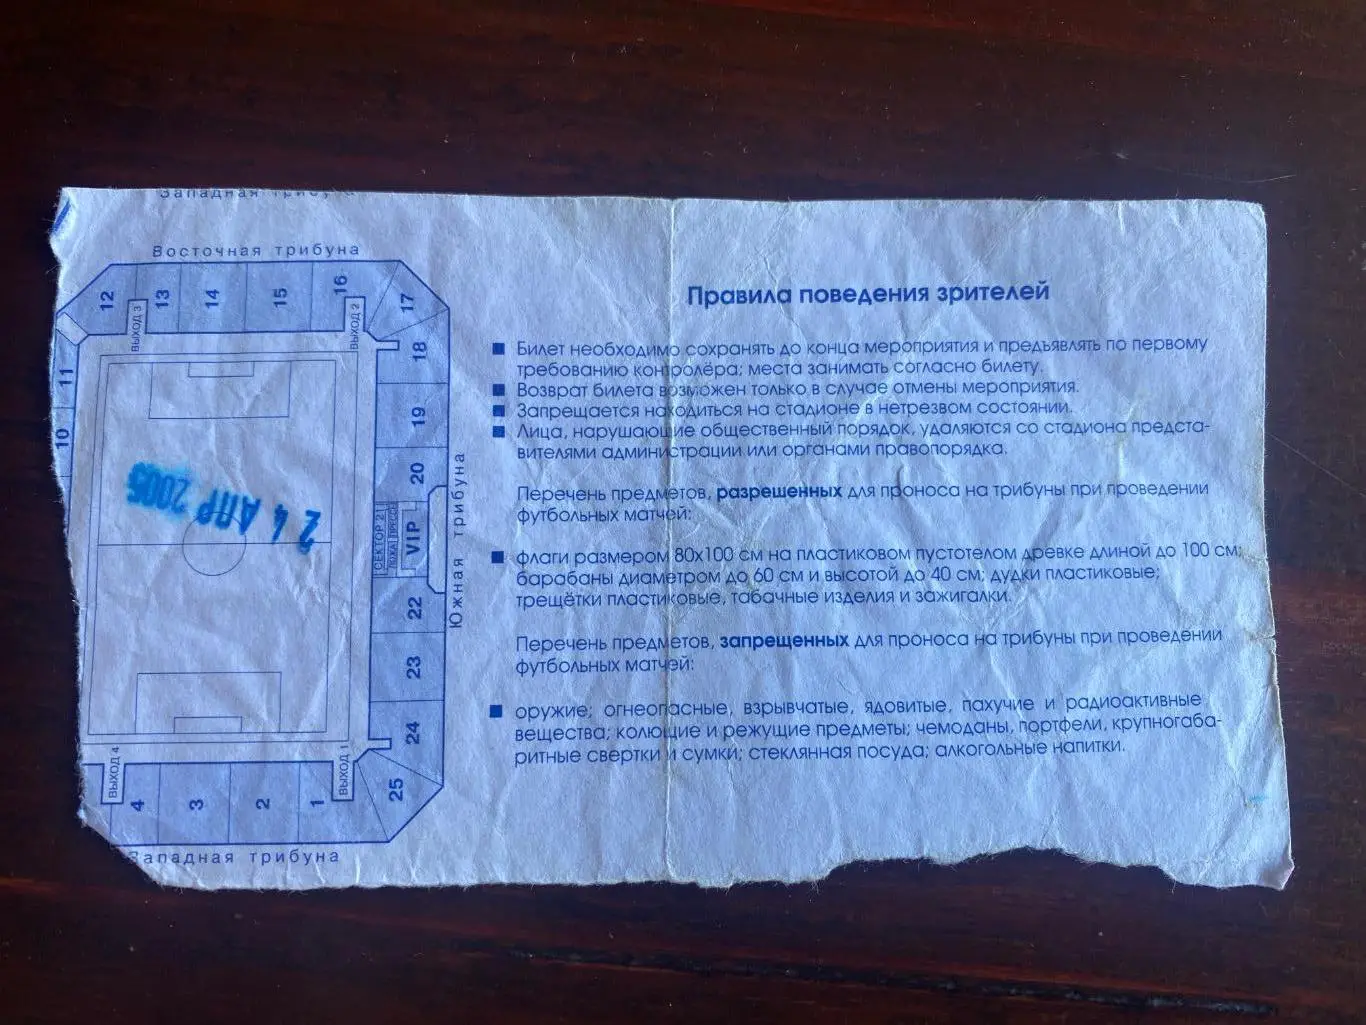 Западная трибуна
Восточная трибуна
12
13
14
15
16
17
ВЫХОД 3
ВЫХОД 2
11
10
18
19
20
СЕКТОР 21
ЛОЖА ПРЕССЫ
VIP
Южная трибуна
22
23
24
25
24 АПР 2005
ВЫХОД 4
ВЫХОД 1
4
3
2
1
Западная трибуна
Правила поведения зрителей
■ Билет необходимо сохранять до конца мероприятия и предъявлять по первому
требованию контролёра; места занимать согласно билету.
■ Возврат билета возможен только в случае отмены мероприятия.
■ Запрещается находиться на стадионе в нетрезвом состоянии.
■ Лица, нарушающие общественный порядок, удаляются со стадиона предста-
вителями администрации или органами правопорядка.
Перечень предметов, разрешенных для проноса на трибуны при проведении
футбольных матчей:
■ флаги размером 80х100 см на пластиковом пустотелом древке длиной до 100 см;
барабаны диаметром до 60 см и высотой до 40 см; дудки пластиковые;
трещётки пластиковые, табачные изделия и зажигалки.
Перечень предметов, запрещенных для проноса на трибуны при проведении
футбольных матчей:
■ оружие; огнеопасные, взрывчатые, ядовитые, пахучие и радиоактивные
вещества; колющие и режущие предметы; чемоданы, портфели, крупногаба-
ритные свертки и сумки; стеклянная посуда; алкогольные напитки.